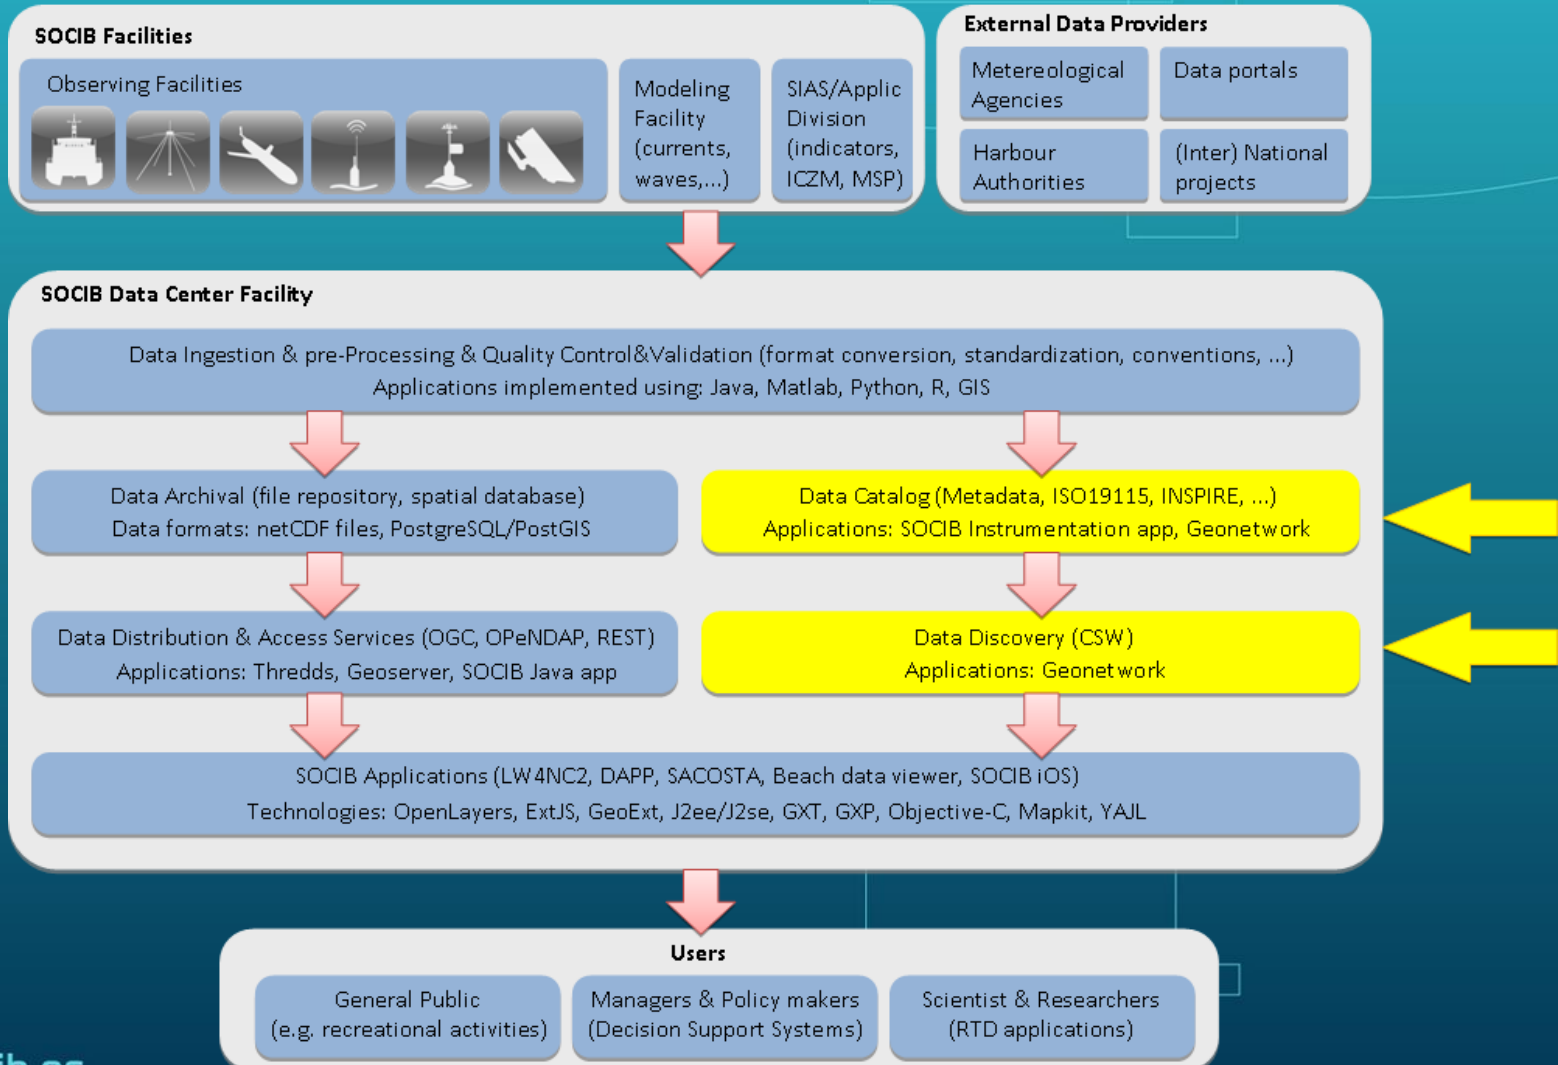 SOCIB Facilities
Observing Facilities
Modeling
Facility
(currents,
waves,...)
SIAS/Applic
Division
(indicators,
ICZM, MSP)
External Data Providers
Metereological
Agencies
Data portals
Harbour
Authorities
(Inter) National
projects
SOCIB Data Center Facility
Data Ingestion & pre-Processing & Quality Control&Validation (format conversion, standardization, conventions, ...)
Applications implemented using: Java, Matlab, Python, R, GIS
Data Archival (file repository, spatial database)
Data formats: netCDF files, PostgreSQL/PostGIS
Data Catalog (Metadata, ISO19115, INSPIRE, ...)
Applications: SOCIB Instrumentation app, Geonetwork
Data Distribution & Access Services (OGC, OPeNDAP, REST)
Applications: Thredds, Geoserver, SOCIB Java app
Data Discovery (CSW)
Applications: Geonetwork
SOCIB Applications (LW4NC2, DAPP, SACOSTA, Beach data viewer, SOCIB iOS)
Technologies: OpenLayers, ExtJS, GeoExt, J2ee/J2se, GXT, GXP, Objective-C, Mapkit, YAJL
Users
General Public
(e.g. recreational activities)
Managers & Policy makers
(Decision Support Systems)
Scientist & Researchers
(RTD applications)